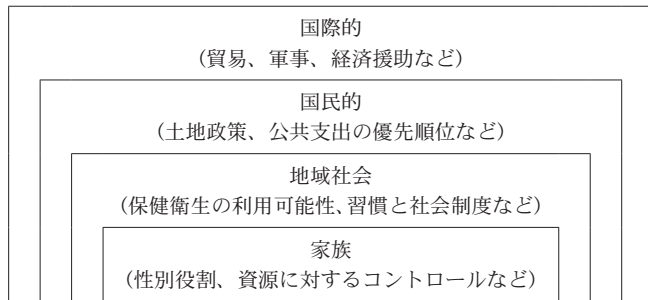 国際的
（貿易、軍事、経済援助など）
国民的
（土地政策、公共支出の優先順位など）
地域社会
（保健衛生の利用可能性、習慣と社会制度など）
家族
（性別役割、資源に対するコントロールなど）